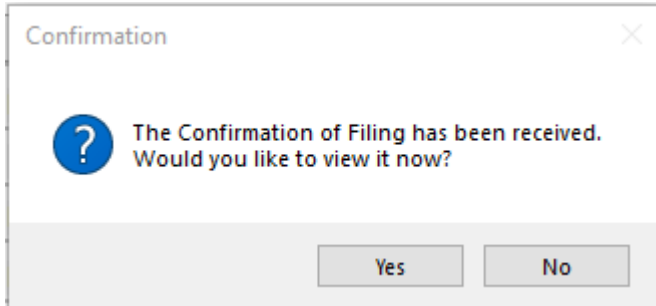 Confirmation
The Confirmation of Filing has been received.
Would you like to view it now?
Yes
No